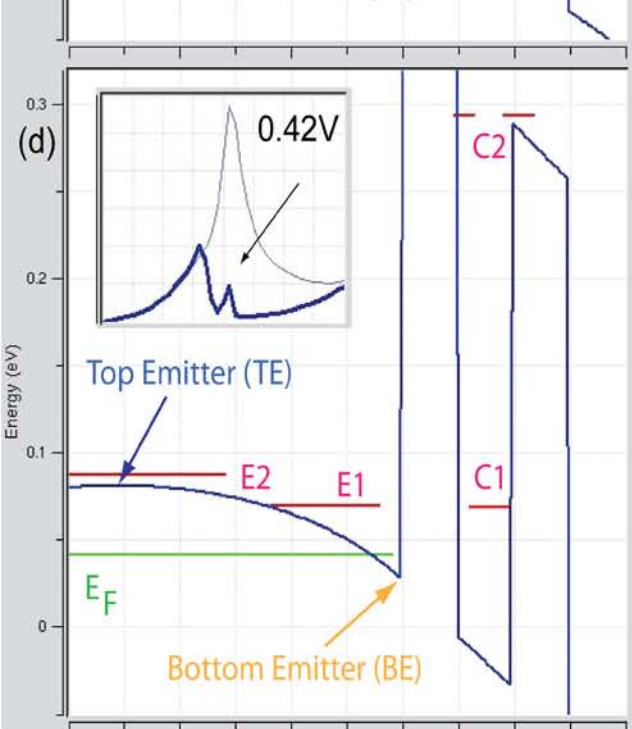 0.3
(d)
0.42V
C2
0.2
Energy (eV)
Top Emitter (TE)
0.1
E2
E1
C1
EF
0
Bottom Emitter (BE)